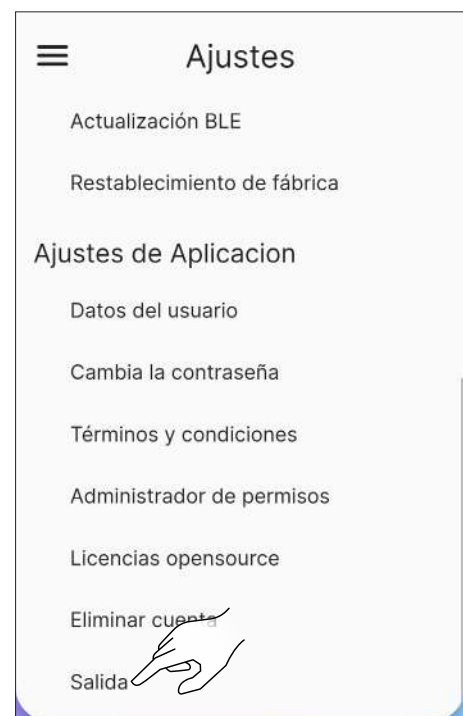 Ajustes
Actualización BLE
Restablecimiento de fábrica
Ajustes de Aplicacion
Datos del usuario
Cambia la contraseña
Términos y condiciones
Administrador de permisos
Licencias opensource
Eliminar cuenta
Salida